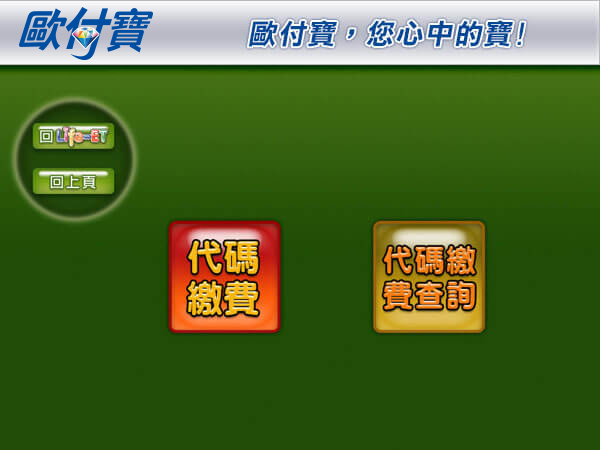 歐付寶
歐付寶，您心中的寶!
回Life-ET
回上頁
代碼
繳費
代碼繳
費查詢